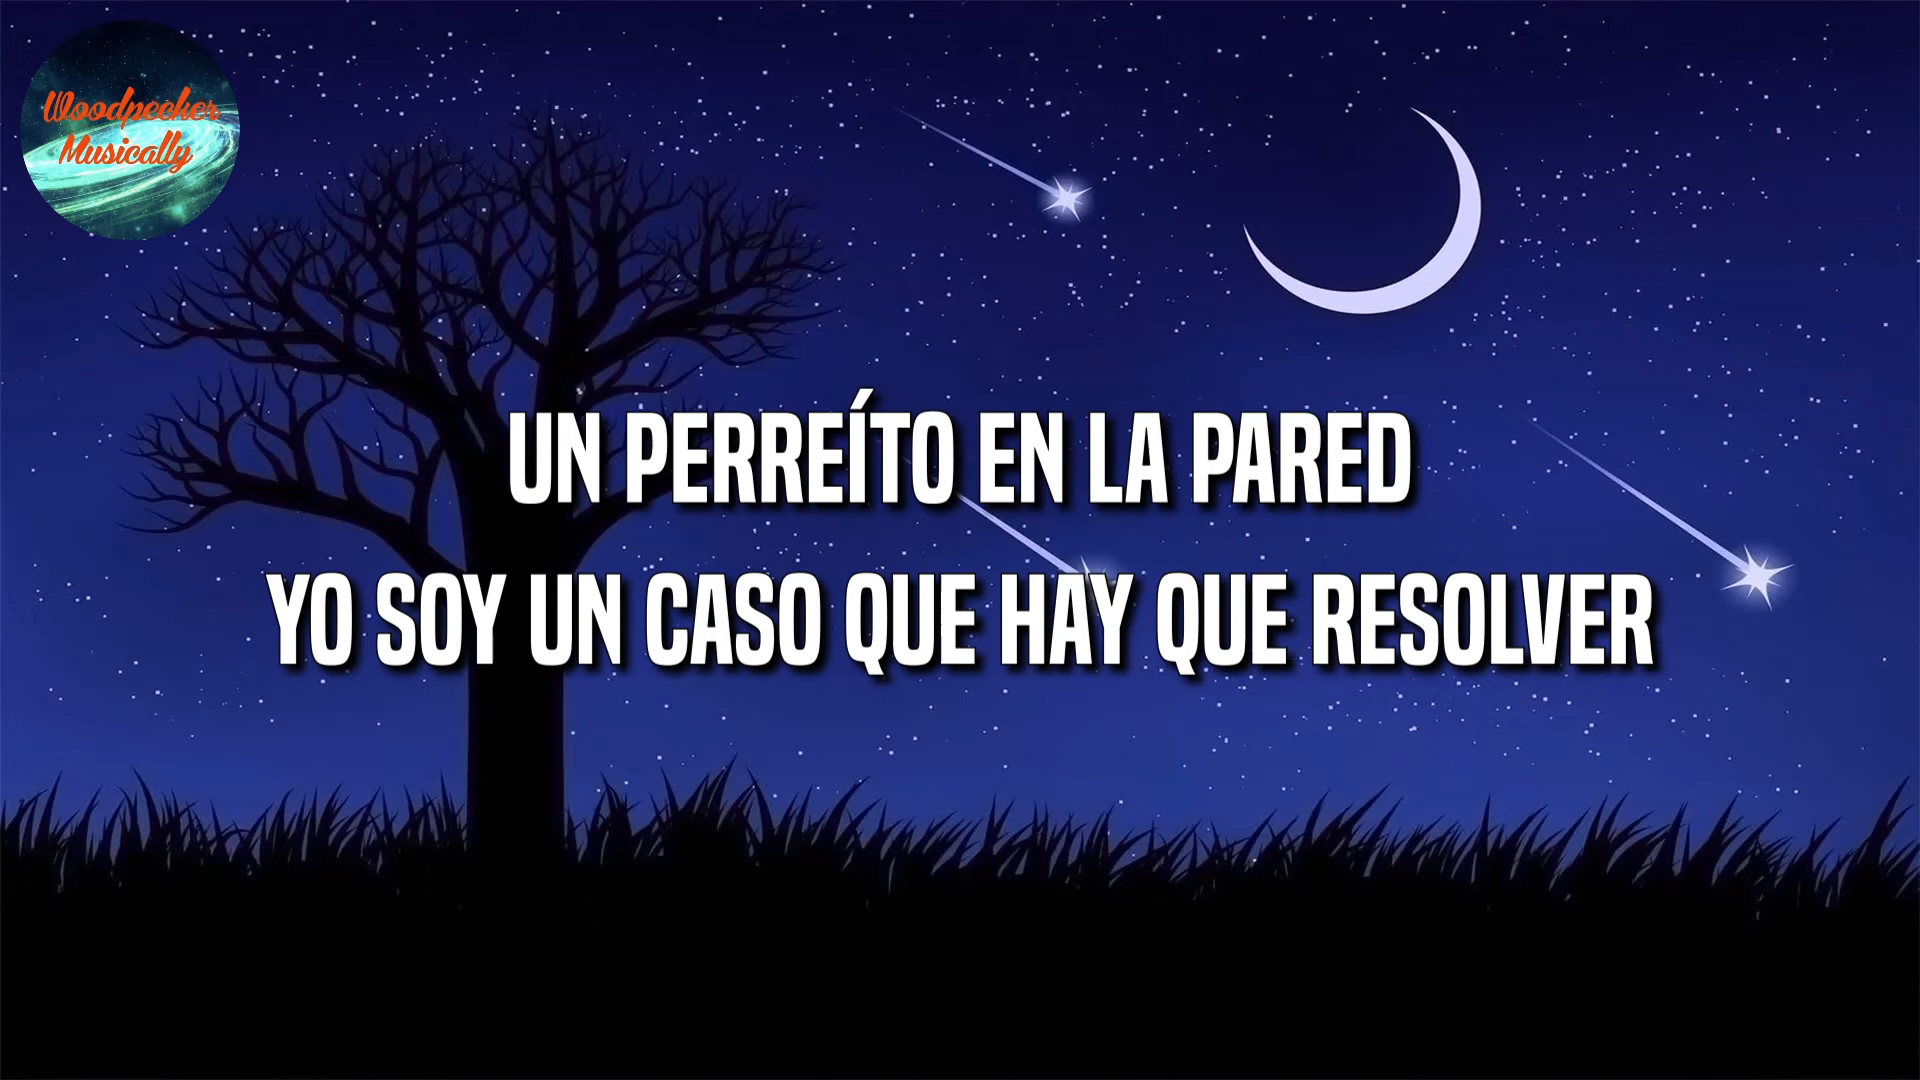 Woodpecker
Musically
UN PERREÍTO EN LA PARED
YO SOY UN CASO QUE HAY QUE RESOLVER